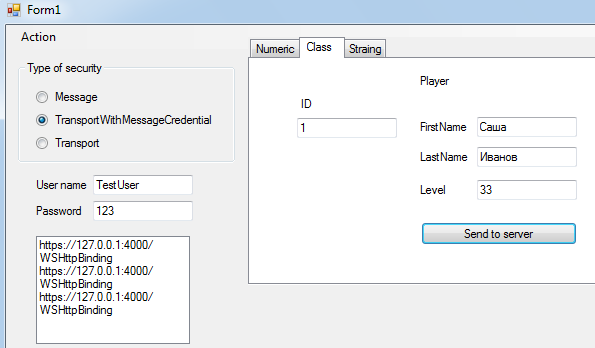 Form1
Action
Type of security
Message
TransportWithMessageCredential
Transport
User name TestUser
Password 123
https://127.0.0.1:4000/
WSHttpBinding
https://127.0.0.1:4000/
WSHttpBinding
https://127.0.0.1:4000/
WSHttpBinding
Numeric Class Straing
Player
ID
1
FirstName Саша
LastName Иванов
Level 33
Send to server